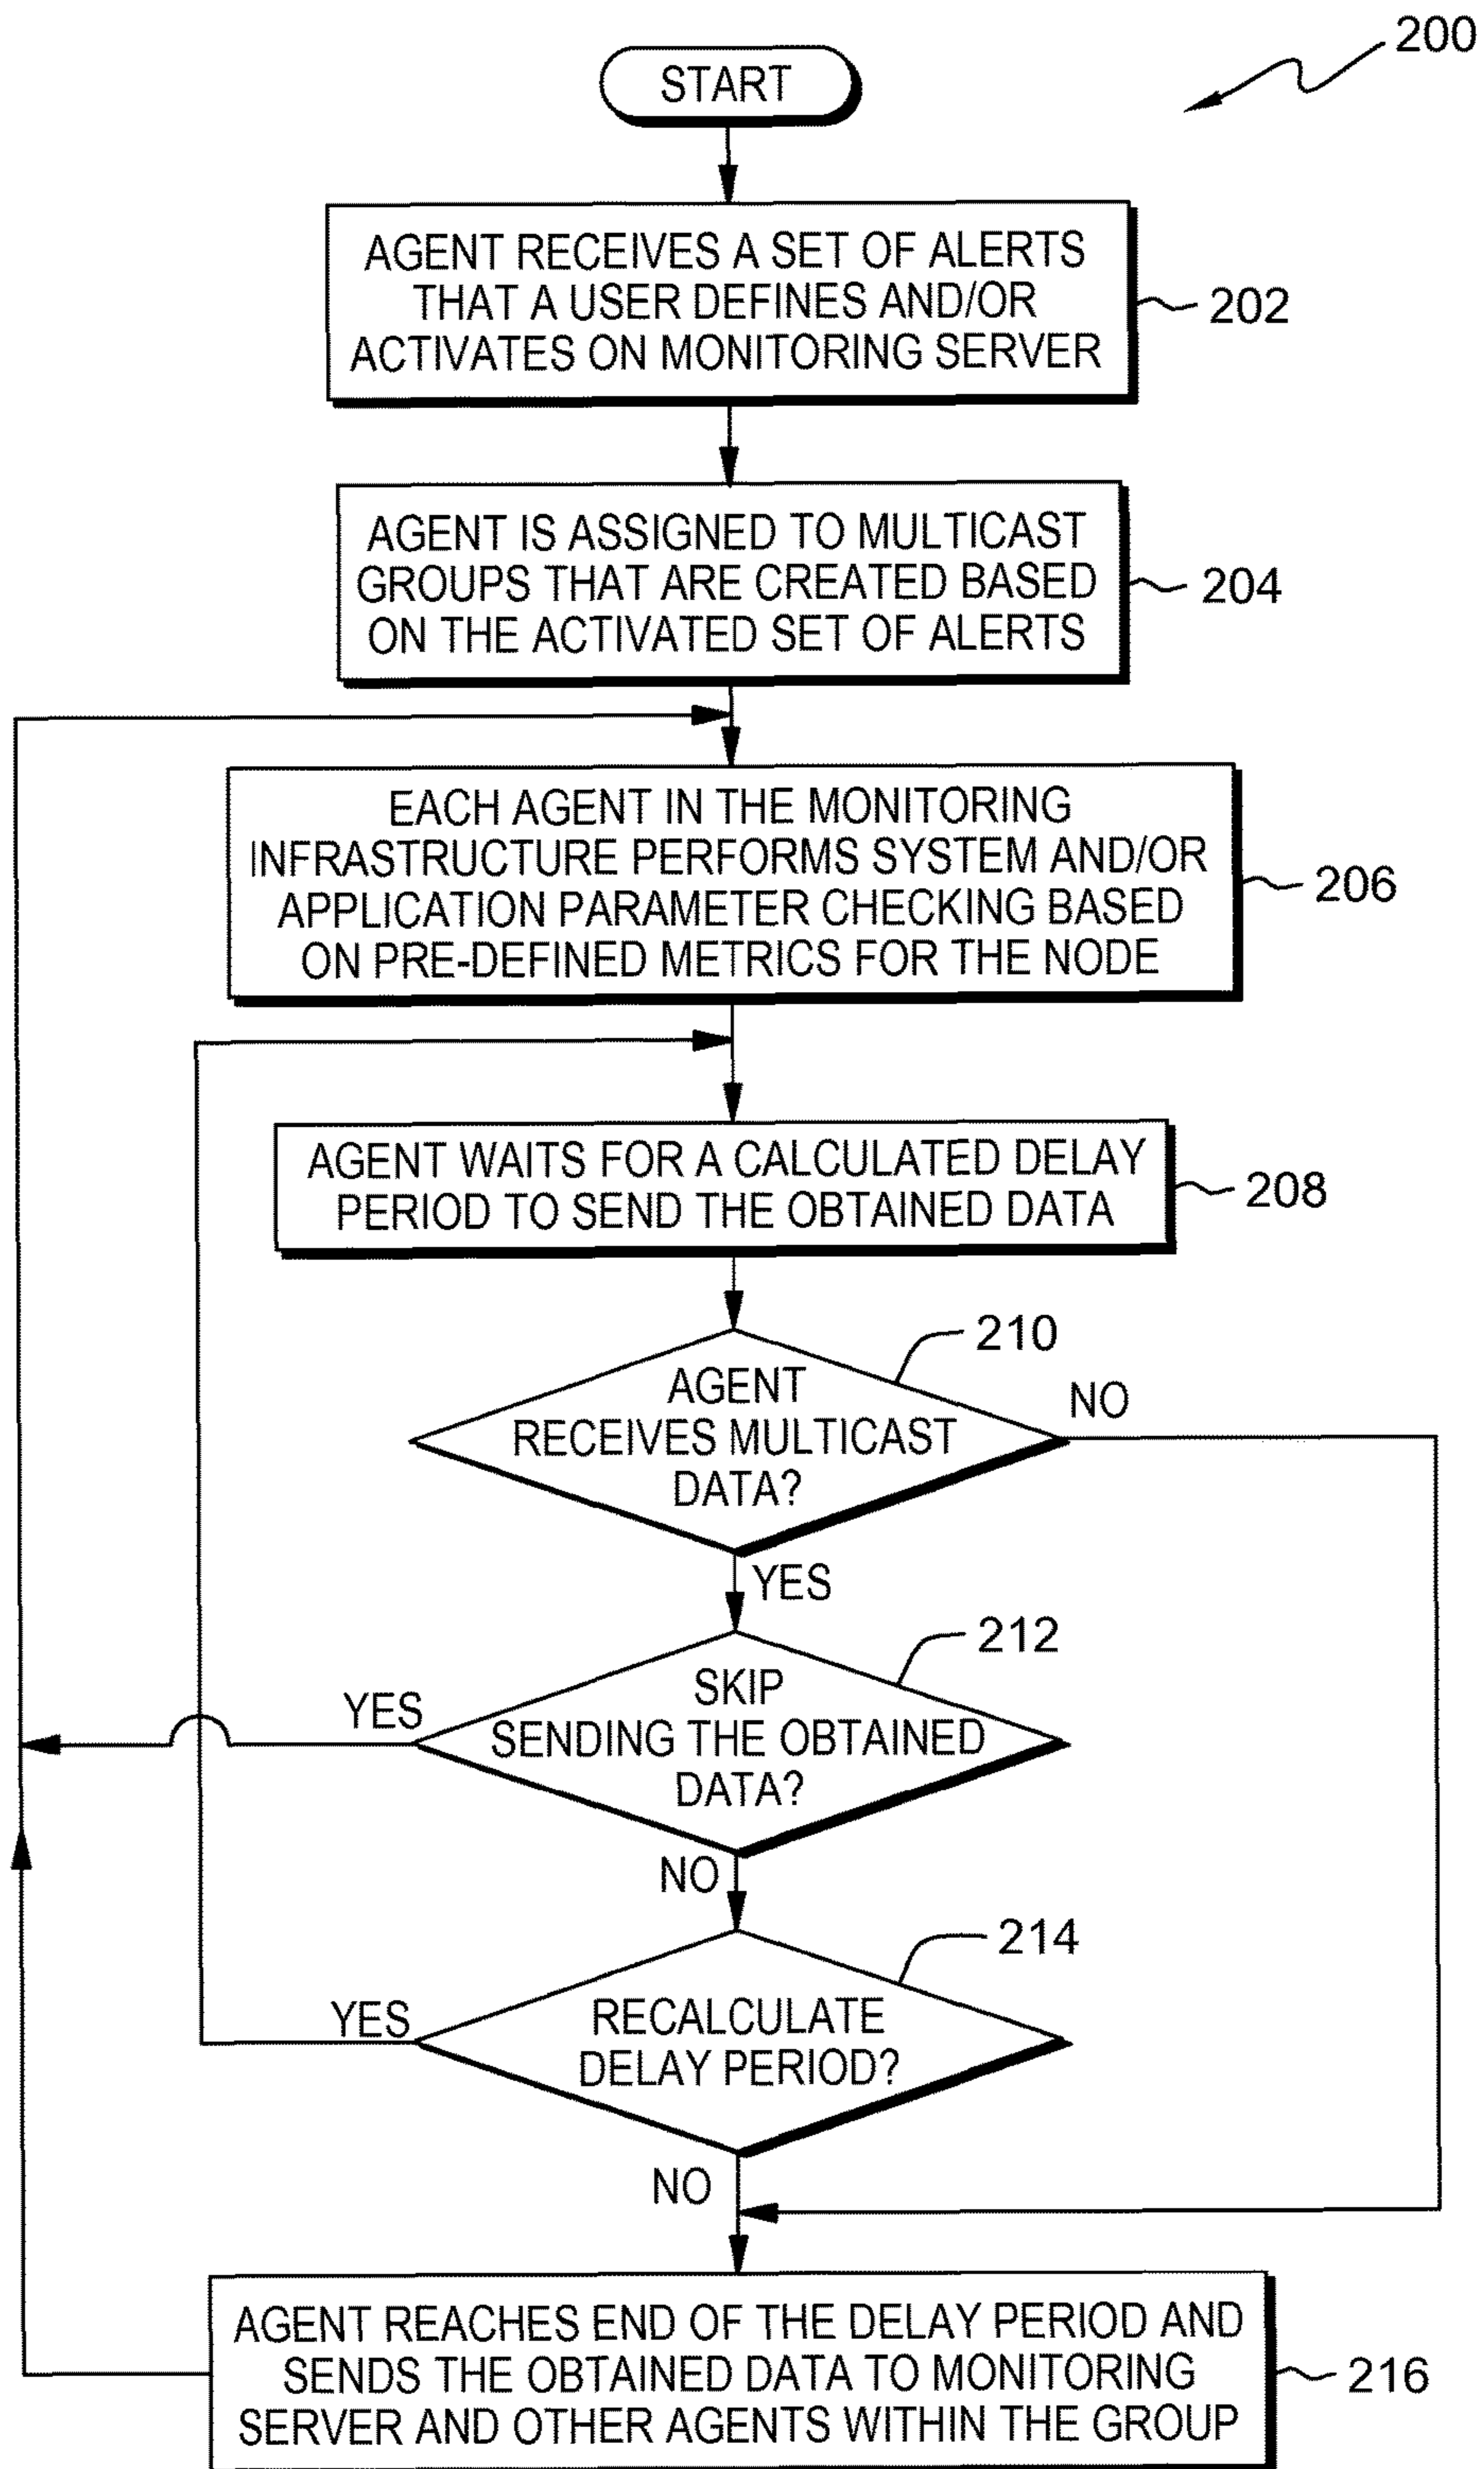 200
START
AGENT RECEIVES A SET OF ALERTS
THAT A USER DEFINES AND/OR
ACTIVATES ON MONITORING SERVER
202
AGENT IS ASSIGNED TO MULTICAST
GROUPS THAT ARE CREATED BASED
ON THE ACTIVATED SET OF ALERTS
204
EACH AGENT IN THE MONITORING
INFRASTRUCTURE PERFORMS SYSTEM AND/OR
APPLICATION PARAMETER CHECKING BASED
ON PRE-DEFINED METRICS FOR THE NODE
206
AGENT WAITS FOR A CALCULATED DELAY
PERIOD TO SEND THE OBTAINED DATA
208
210
AGENT
RECEIVES MULTICAST
DATA?
NO
YES
212
SKIP
SENDING THE OBTAINED
DATA?
YES
NO
214
RECALCULATE
DELAY PERIOD?
YES
NO
AGENT REACHES END OF THE DELAY PERIOD AND
SENDS THE OBTAINED DATA TO MONITORING
SERVER AND OTHER AGENTS WITHIN THE GROUP
216